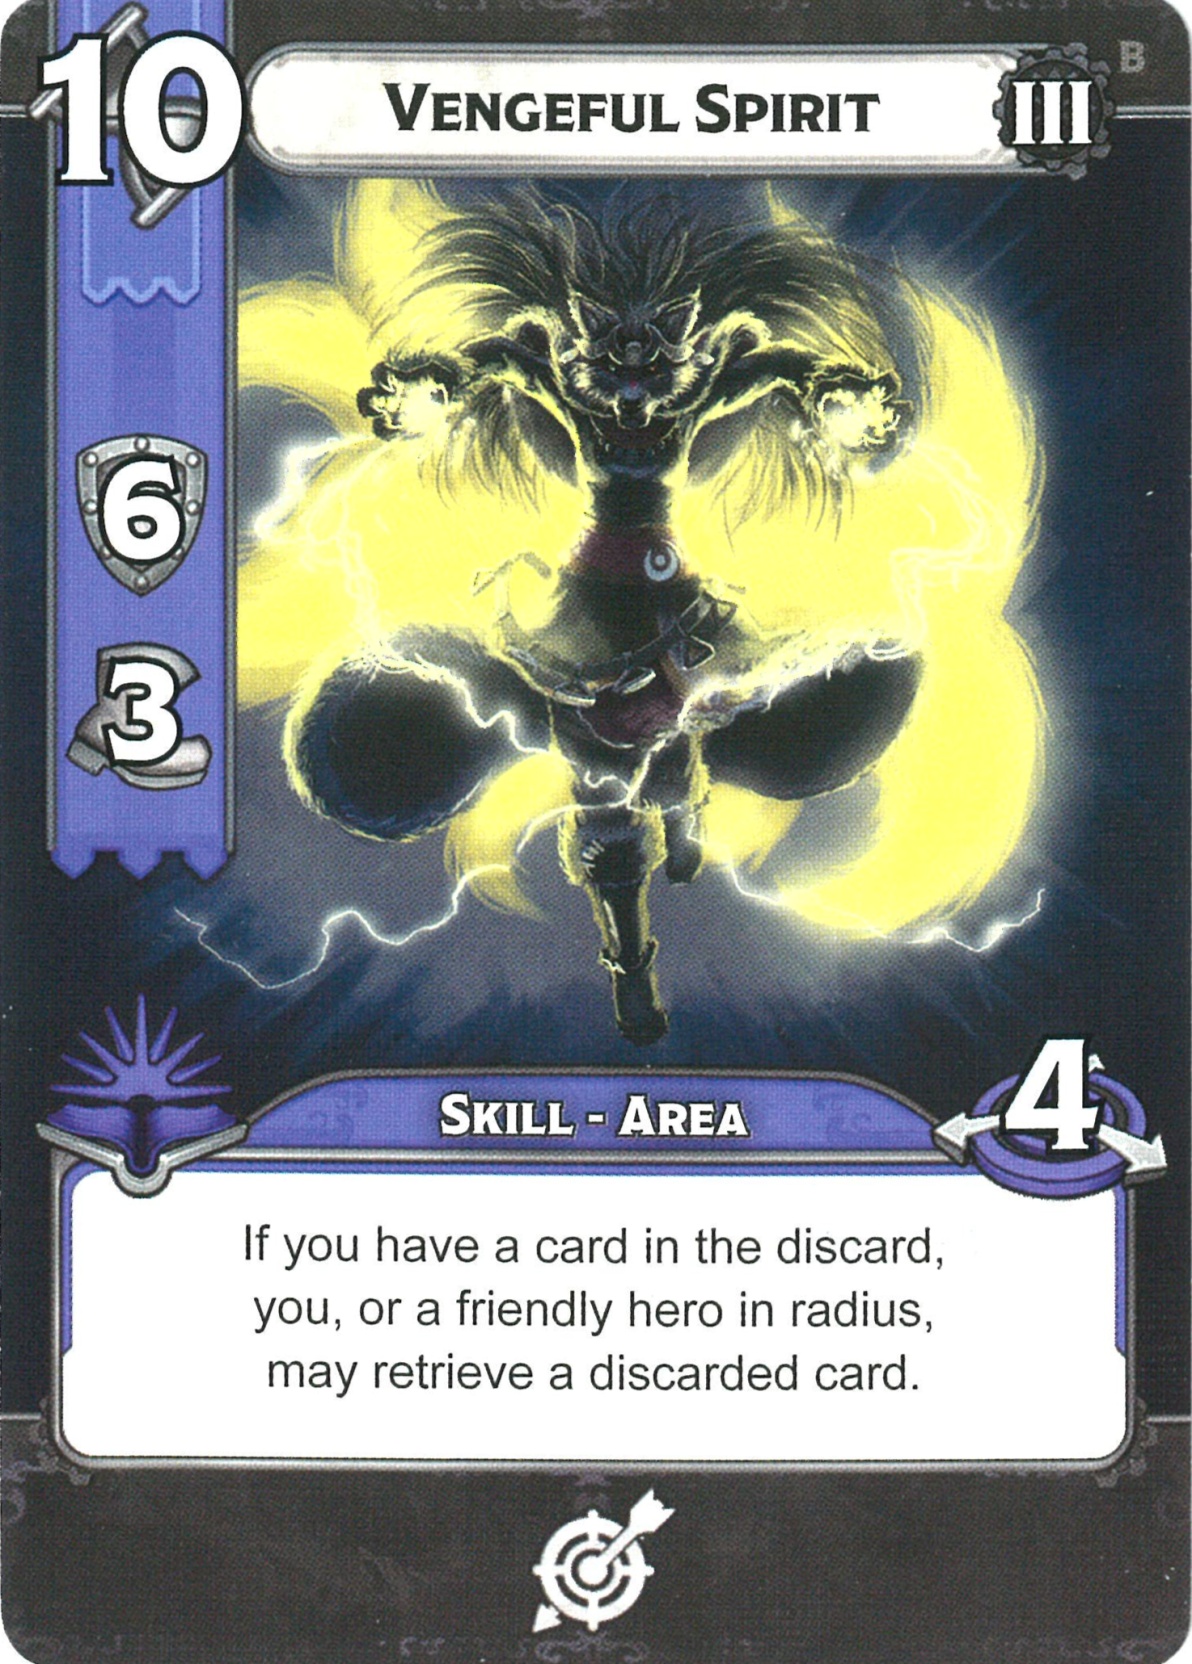 10
VENGEFUL SPIRIT
III
B
6
3
SKILL - AREA
4
If you have a card in the discard,
you, or a friendly hero in radius,
may retrieve a discarded card.